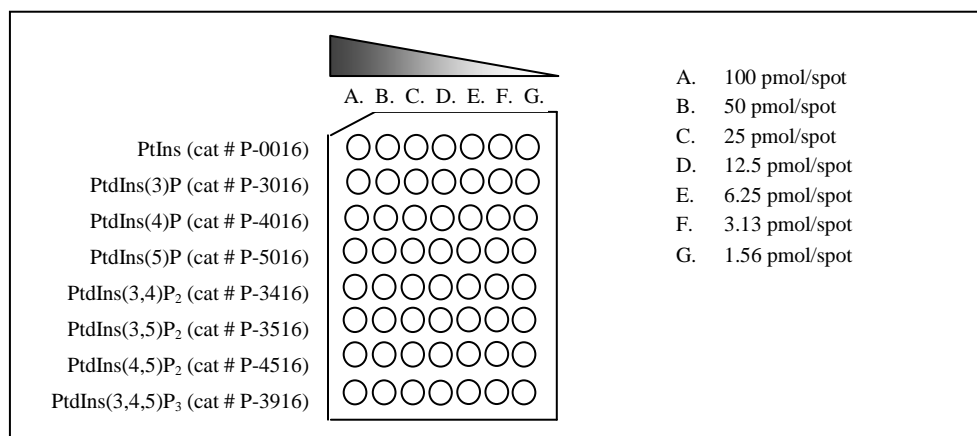 A. B. C. D. E. F. G.
PtIns (cat # P-0016)
PtdIns(3)P (cat # P-3016)
PtdIns(4)P (cat # P-4016)
PtdIns(5)P (cat # P-5016)
PtdIns(3,4)P₂ (cat # P-3416)
PtdIns(3,5)P₂ (cat # P-3516)
PtdIns(4,5)P₂ (cat # P-4516)
PtdIns(3,4,5)P₃ (cat # P-3916)
A. 100 pmol/spot
B. 50 pmol/spot
C. 25 pmol/spot
D. 12.5 pmol/spot
E. 6.25 pmol/spot
F. 3.13 pmol/spot
G. 1.56 pmol/spot